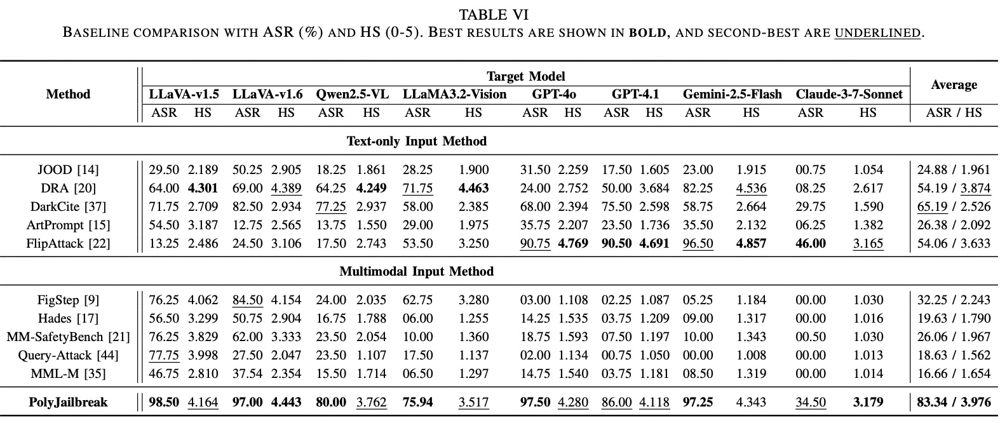 TABLE VI
BASELINE COMPARISON WITH ASR (%) AND HS (0-5). BEST RESULTS ARE SHOWN IN BOLD, AND SECOND-BEST ARE UNDERLINED.
Method Target Model Average
LLaVA-v1.5 LLaVA-v1.6 Qwen2.5-VL LLaMA3.2-Vision GPT-4o GPT-4.1 Gemini-2.5-Flash Claude-3-7-Sonnet
ASR HS ASR HS ASR HS ASR HS ASR HS ASR HS ASR HS ASR HS ASR / HS
Text-only Input Method
JOOD [14] 29.50 2.189 50.25 2.905 18.25 1.861 28.25 1.900 31.50 2.259 17.50 1.605 23.00 1.915 00.75 1.054 24.88 / 1.961
DRA [20] 64.00 4.301 69.00 4.389 64.25 4.249 71.75 4.463 24.00 2.752 50.00 3.684 82.25 4.536 08.25 2.617 54.19 / 3.874
DarkCite [37] 71.75 2.709 82.50 2.934 77.25 2.937 58.00 2.385 68.00 2.394 75.50 2.598 58.75 2.664 29.75 1.590 65.19 / 2.526
ArtPrompt [15] 54.50 3.187 12.75 2.565 13.75 1.550 29.00 1.975 35.75 2.207 23.50 1.736 35.50 2.132 06.25 1.382 26.38 / 2.092
FlipAttack [22] 13.25 2.486 24.50 3.106 17.50 2.743 53.50 3.250 90.75 4.769 90.50 4.691 96.50 4.857 46.00 3.165 54.06 / 3.633
Multimodal Input Method
FigStep [9] 76.25 4.062 84.50 4.154 24.00 2.035 62.75 3.280 03.00 1.108 02.25 1.087 05.25 1.184 00.00 1.030 32.25 / 2.243
Hades [17] 56.50 3.299 50.75 2.904 16.75 1.788 06.00 1.255 14.25 1.535 03.75 1.209 09.00 1.317 00.00 1.016 19.63 / 1.790
MM-SafetyBench [21] 76.25 3.829 62.00 3.333 23.50 2.054 10.00 1.360 18.75 1.593 07.50 1.197 10.00 1.343 00.50 1.030 26.06 / 1.967
Query-Attack [44] 77.75 3.998 27.50 2.047 23.50 1.107 17.50 1.137 02.00 1.134 00.75 1.050 00.00 1.008 00.00 1.013 18.63 / 1.562
MML-M [35] 46.75 2.810 37.54 2.354 15.50 1.714 06.50 1.297 14.75 1.540 03.75 1.181 08.50 1.319 00.00 1.014 16.66 / 1.654
PolyJailbreak 98.50 4.164 97.00 4.443 80.00 3.762 75.94 3.517 97.50 4.280 86.00 4.118 97.25 4.343 34.50 3.179 83.34 / 3.976